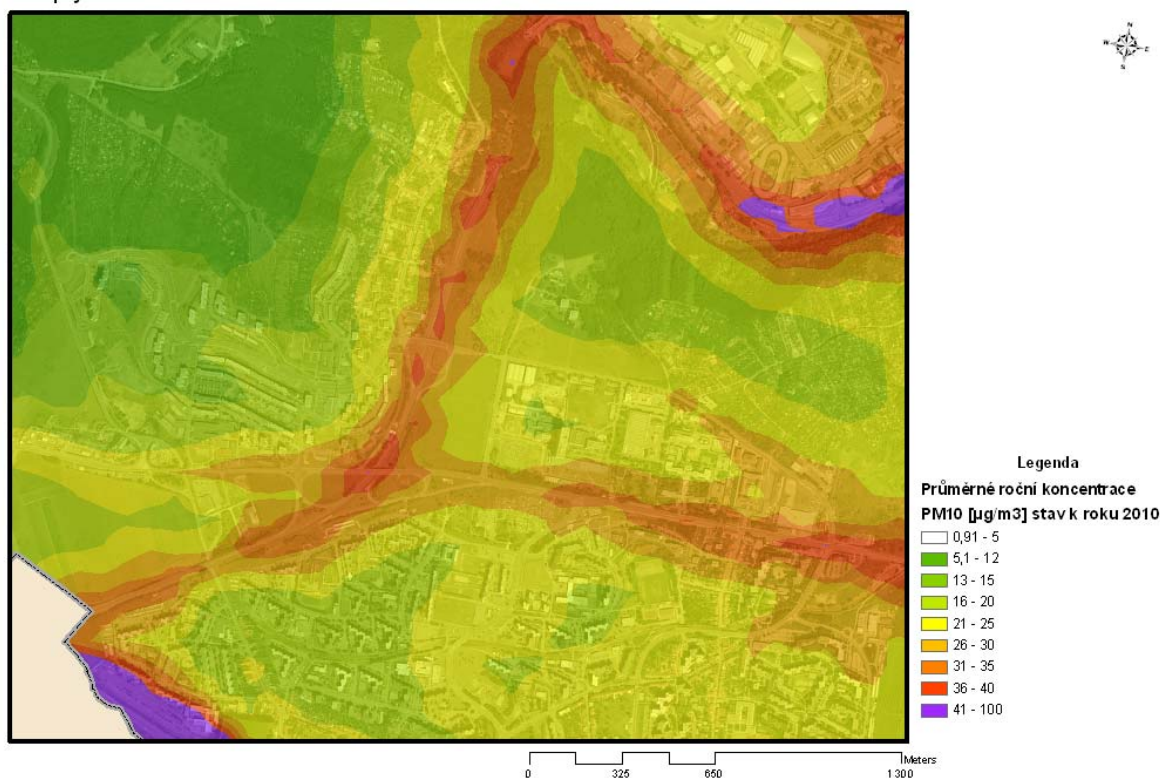 N
W
E
S
Legenda
Průměrné roční koncentrace
PM10 [µg/m3] stav k roku 2010
0,91 - 5
5,1 - 12
13 - 15
16 - 20
21 - 25
26 - 30
31 - 35
36 - 40
41 - 100
Meters
0 325 650 1 300